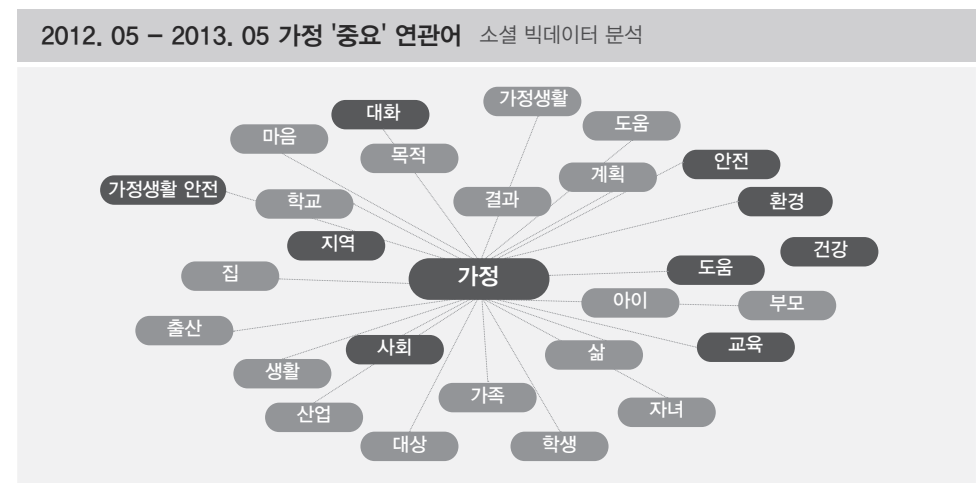 2012. 05 – 2013. 05 가정 '중요' 연관어 소셜 빅데이터 분석
가정생활
대화
도움
마음
목적
안전
계획
가정생활 안전
학교
결과
환경
지역
건강
집
가정
도움
아이
부모
출산
사회
삶
교육
생활
가족
산업
자녀
대상
학생